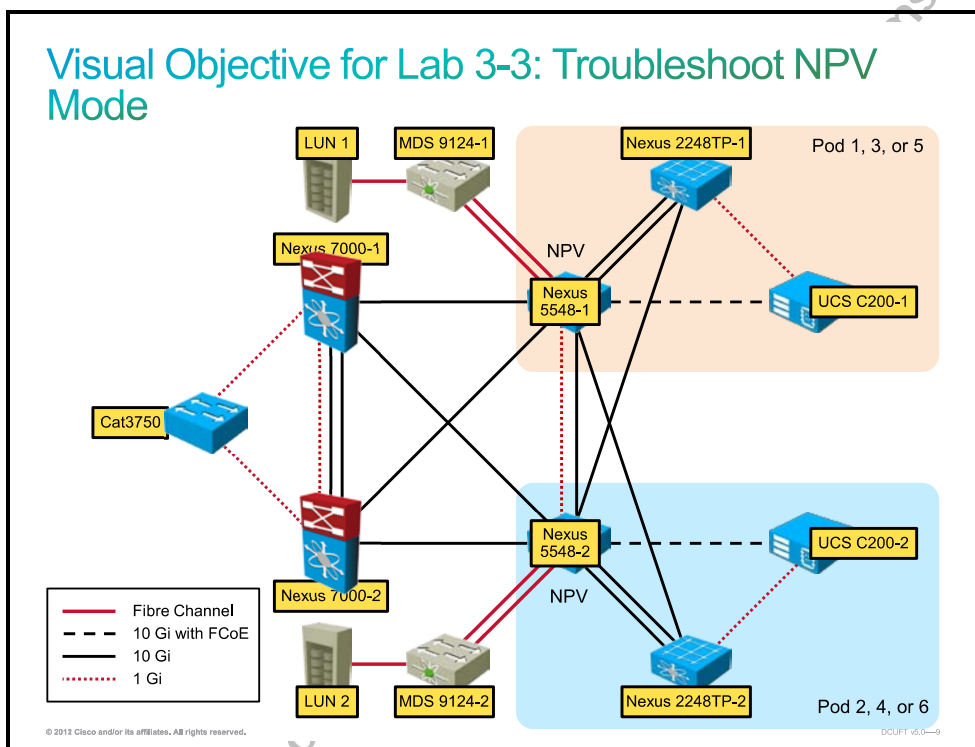 Visual Objective for Lab 3-3: Troubleshoot NPV
Mode
LUN 1
MDS 9124-1
Nexus 2248TP-1
Pod 1, 3, or 5
Nexus 7000-1
NPV
Nexus
5548-1
UCS C200-1
Cat3750
Nexus
5548-2
UCS C200-2
Nexus 7000-2
NPV
Fibre Channel
10 Gi with FCoE
10 Gi
1 Gi
LUN 2
MDS 9124-2
Nexus 2248TP-2
Pod 2, 4, or 6
© 2012 Cisco and/or its affiliates. All rights reserved.
DCUFT v5.0—9